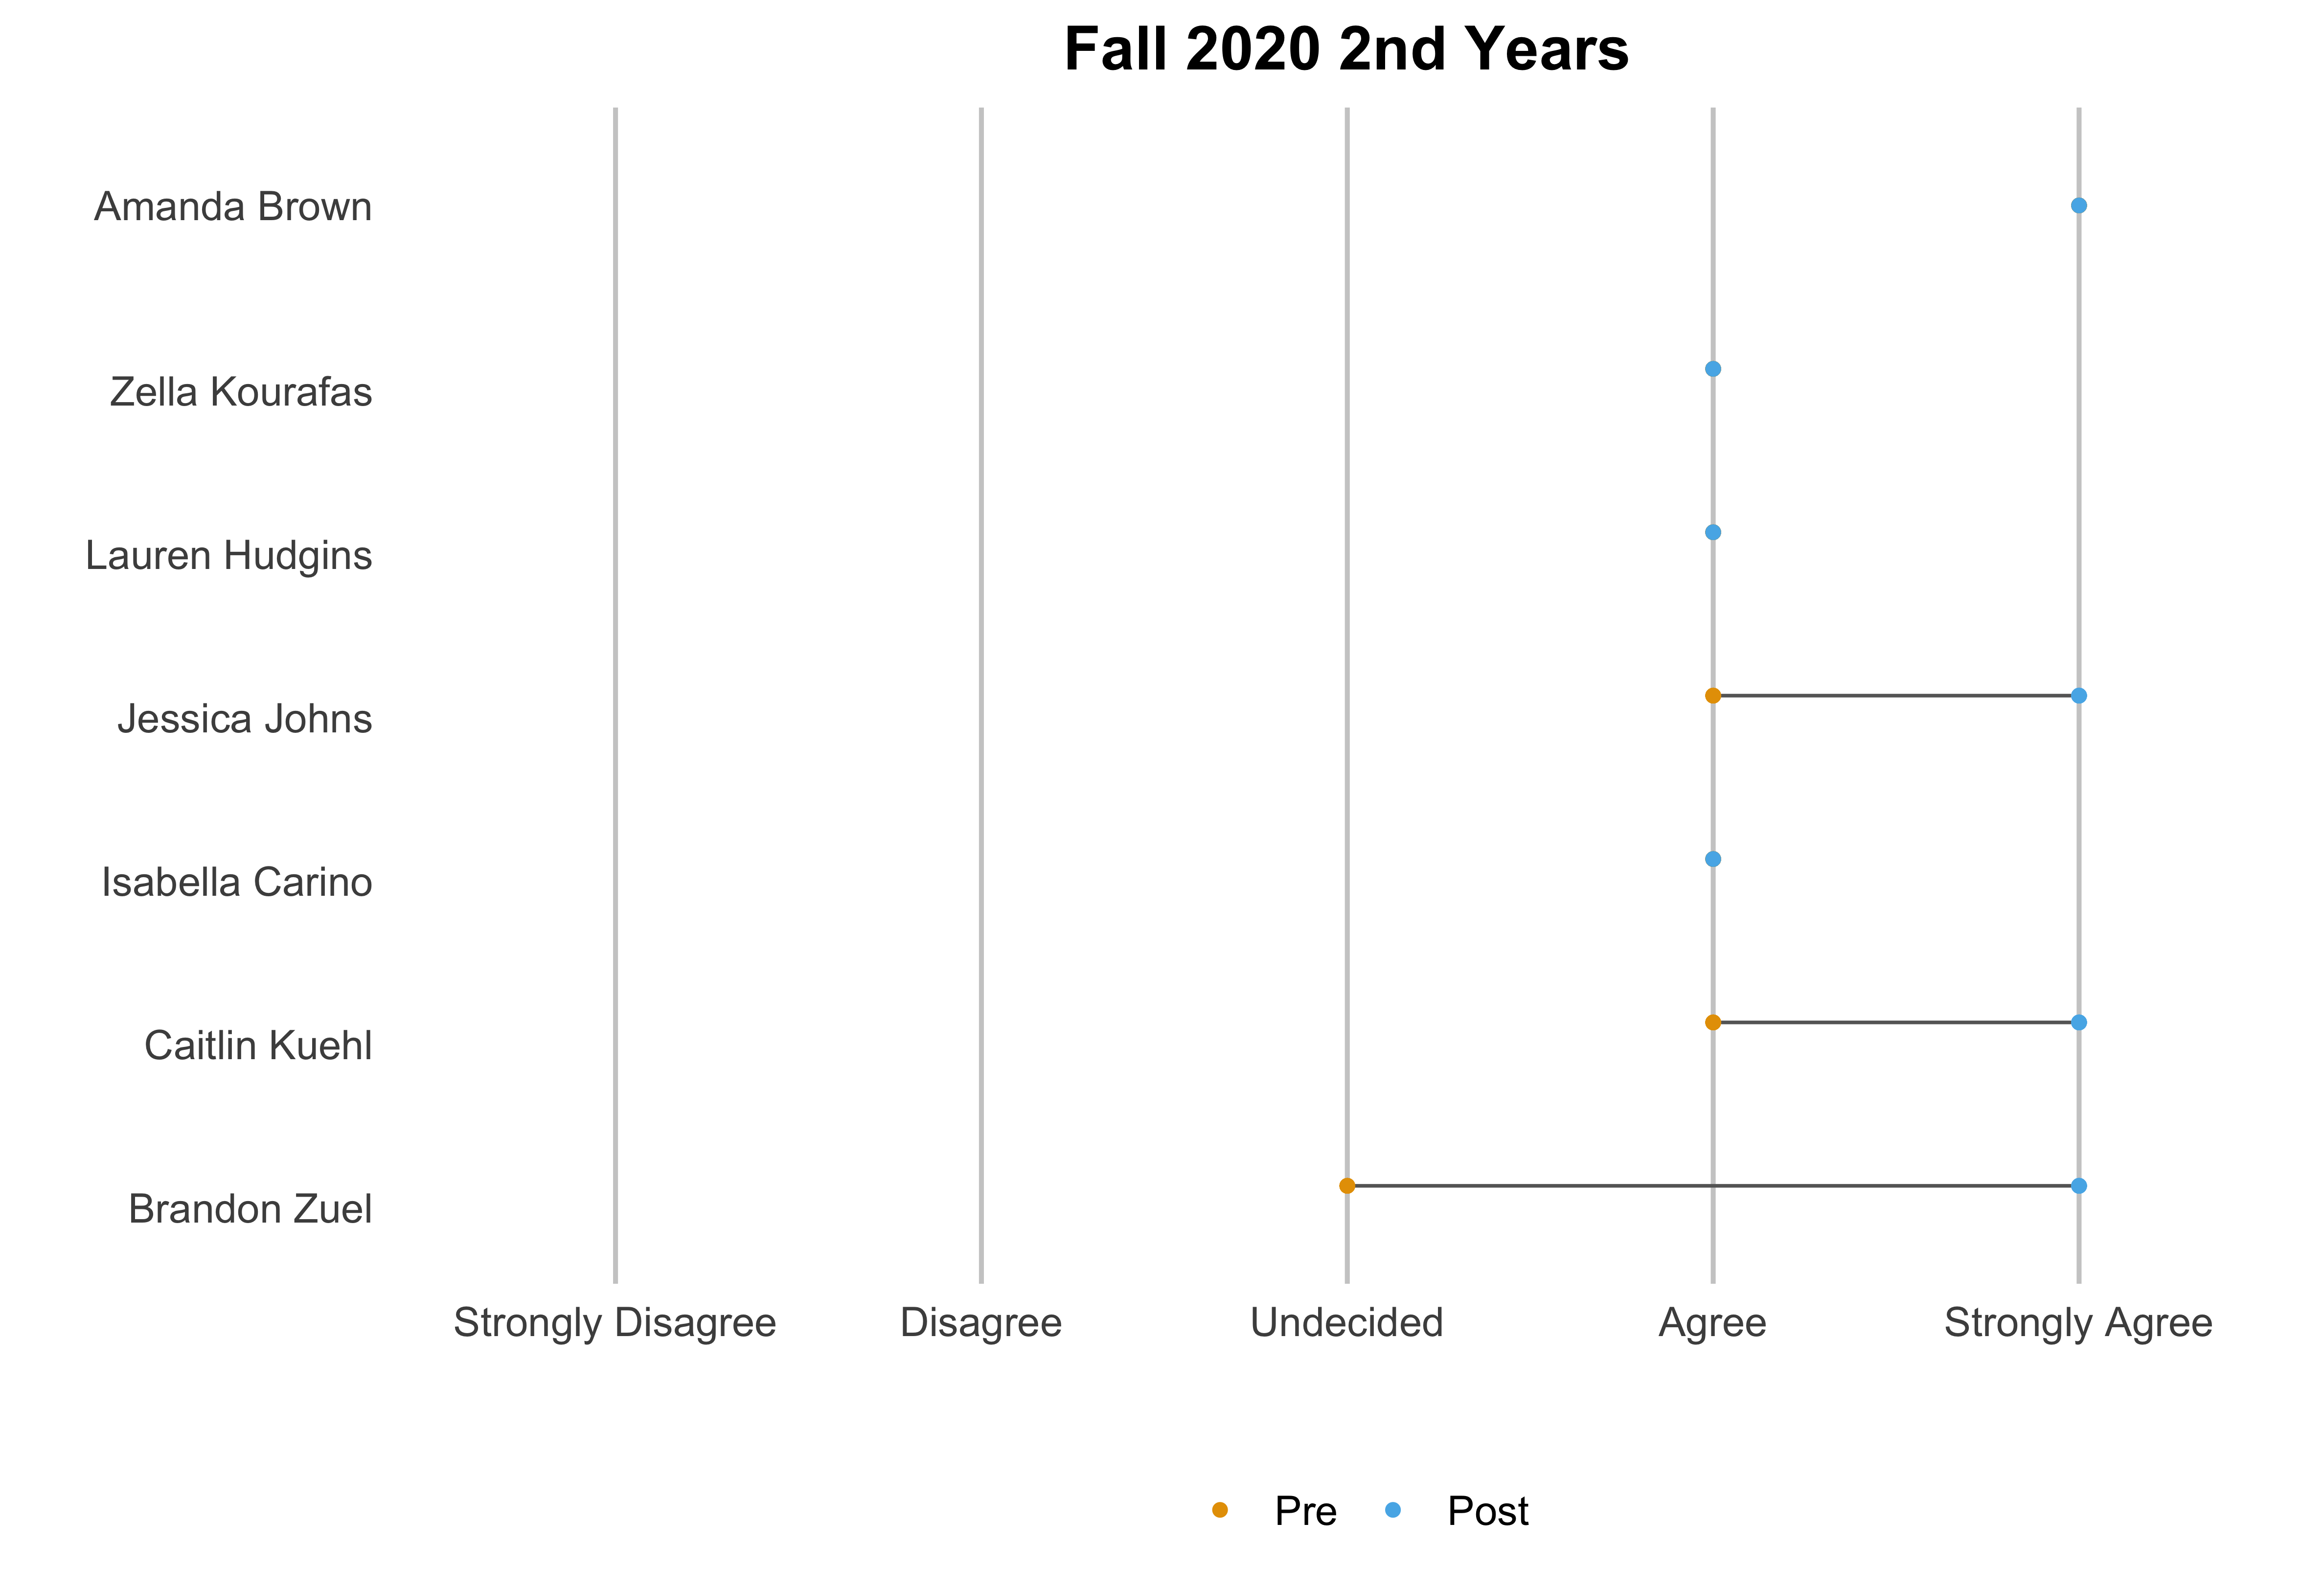 Fall 2020 2nd Years
Amanda Brown
Zella Kourafas
Lauren Hudgins
Jessica Johns
Isabella Carino
Caitlin Kuehl
Brandon Zuel
Strongly Disagree Disagree Undecided Agree Strongly Agree
Pre Post